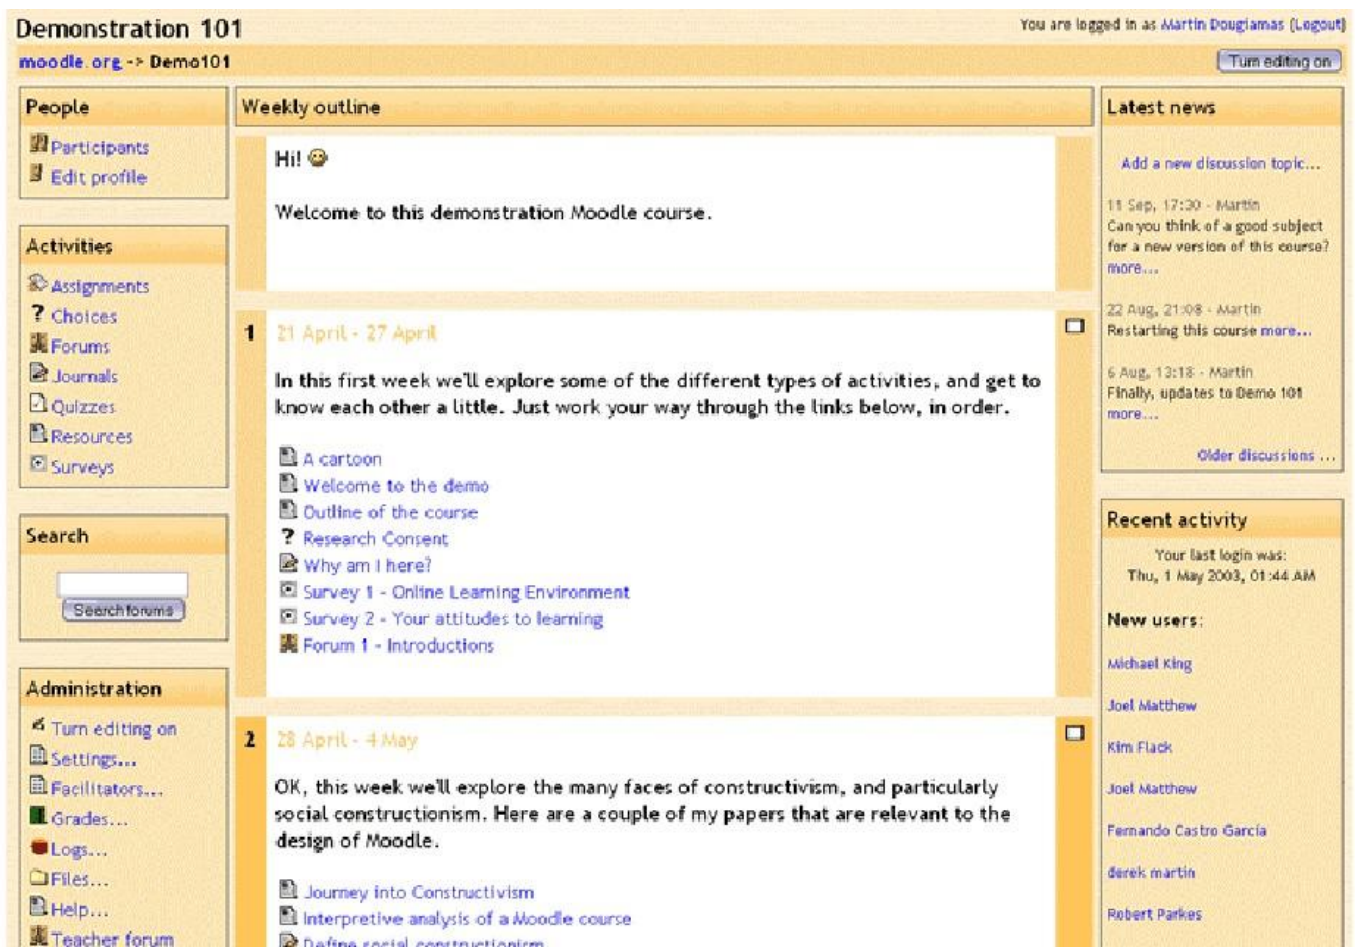 Demonstration 101
You are logged in as Martin Dougiamas (Logout)
moodle.org -> Demo101
Turn editing on
People
Participants
Edit profile
Activities
Assignments
? Choices
Forums
Journals
Quizzes
Resources
Surveys
Search
Search forums
Administration
Turn editing on
Settings...
Facilitators...
Grades...
Logs...
Files...
Help...
Teacher forum
Weekly outline
Hi!
Welcome to this demonstration Moodle course.
1 21 April - 27 April
In this first week we'll explore some of the different types of activities, and get to
know each other a little. Just work your way through the links below, in order.
A cartoon
Welcome to the demo
Outline of the course
? Research Consent
Why am I here?
Survey 1 - Online Learning Environment
Survey 2 - Your attitudes to learning
Forum 1 - Introductions
2 28 April - 4 May
OK, this week we'll explore the many faces of constructivism, and particularly
social constructionism. Here are a couple of my papers that are relevant to the
design of Moodle.
Journey into Constructivism
Interpretive analysis of a Moodle course
Define social constructionism
Latest news
Add a new discussion topic...
11 Sep, 17:30 - Martin
Can you think of a good subject
for a new version of this course?
more...
22 Aug, 21:08 - Martin
Restarting this course more...
6 Aug, 13:18 - Martin
Finally, updates to Demo 101
more...
Older discussions ...
Recent activity
Your last login was:
Thu, 1 May 2003, 01:44 AM
New users:
Michael King
Joel Matthew
Kim Flack
Joel Matthew
Fernando Castro Garcia
derek martin
Robert Parkes